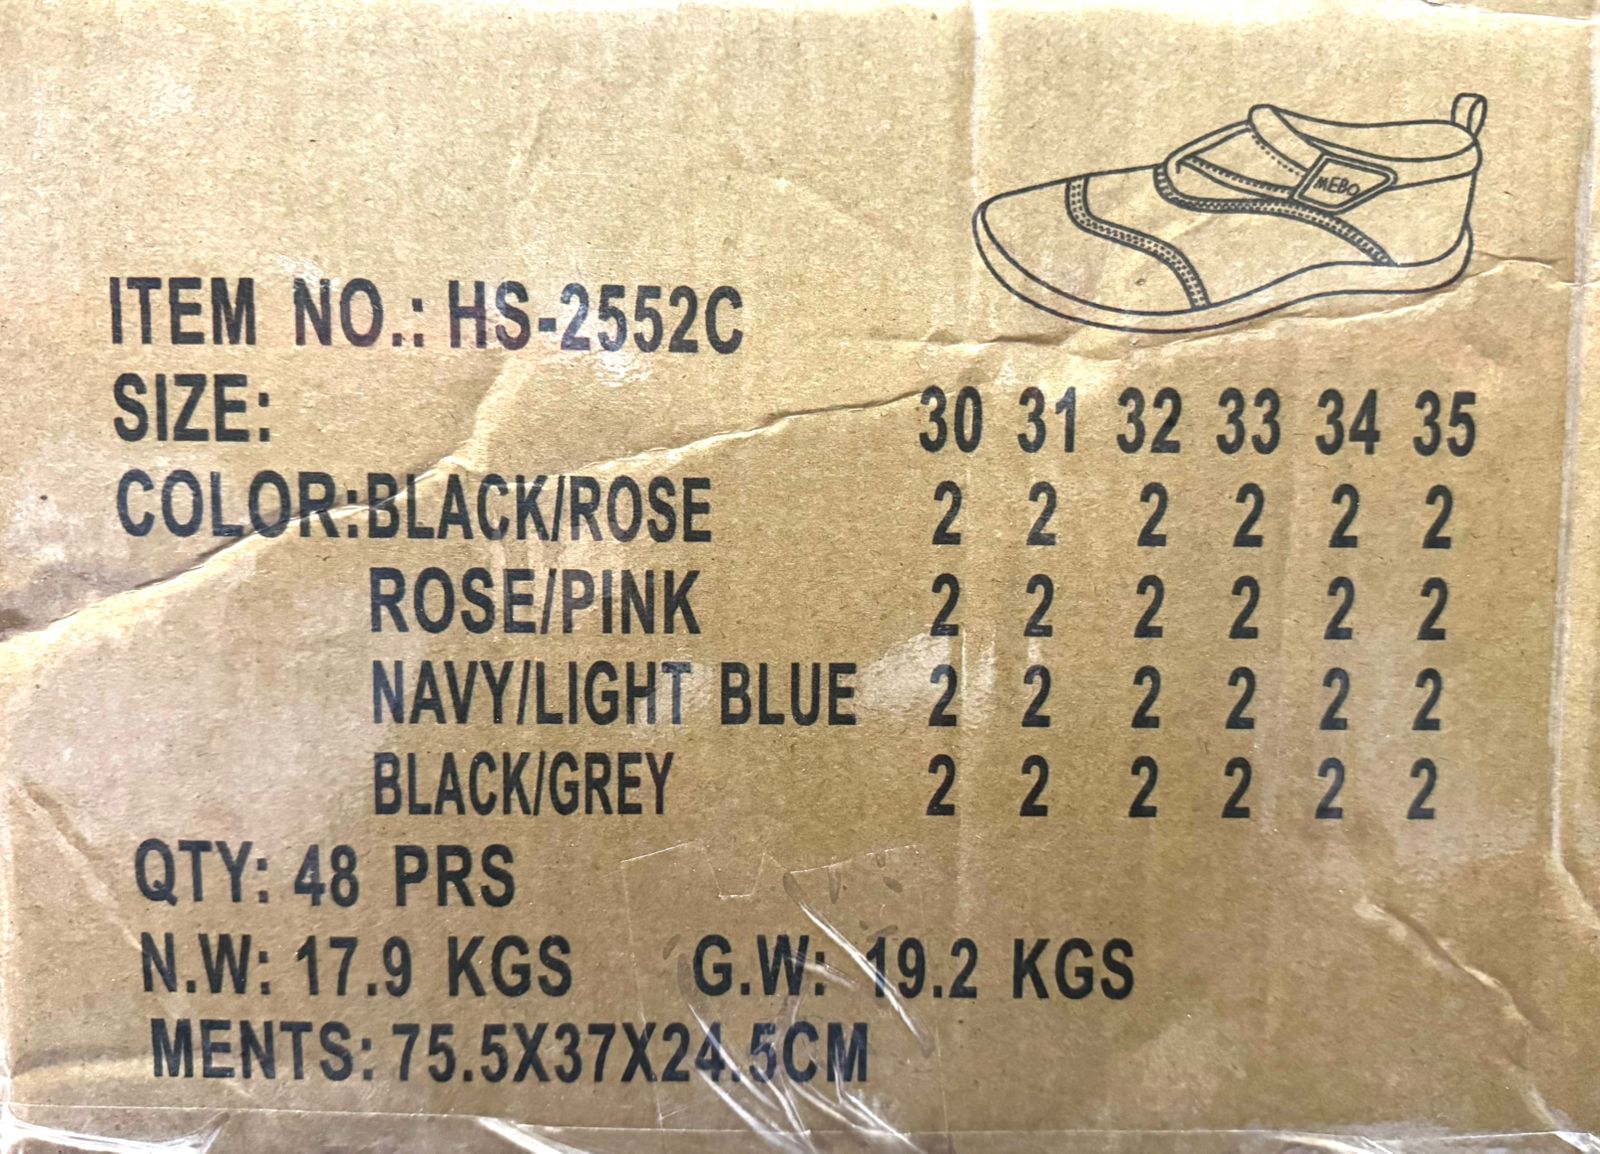 MEBO
ITEM NO.: HS-2552C
SIZE: 30 31 32 33 34 35
COLOR:BLACK/ROSE 2 2 2 2 2 2
ROSE/PINK 2 2 2 2 2 2
NAVY/LIGHT BLUE 2 2 2 2 2 2
BLACK/GREY 2 2 2 2 2 2
QTY: 48 PRS
N.W: 17.9 KGS G.W: 19.2 KGS
MENTS: 75.5X37X24.5CM